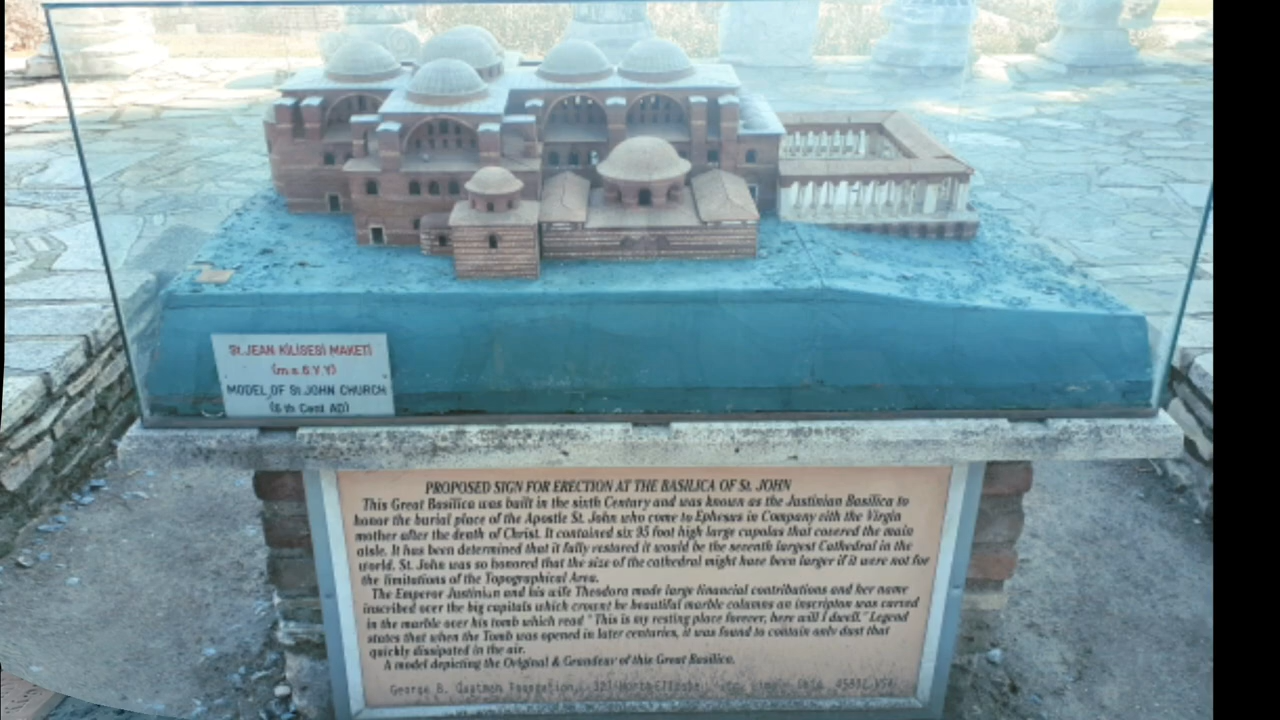 St. JEAN KİLİSESİ MAKETİ
(m s. 6. Y.Y)
MODEL OF St. JOHN CHURCH
(6 th Cent AD)
PROPOSED SIGN FOR ERECTION AT THE BASILICA OF St. JOHN
This Great Basilica was built in the sixth Century and was known as the Justinian Basilica to
honor the burial place of the Apostle St. John who come to Ephesus in Company with the Virgin
mother after the death of Christ. It contained six 95 foot high large cupolas that covered the main
aisle. It has been determined that it fully restored it would be the seventh largest Cathedral in the
world. St. John was so honored that the size of the cathedral might have been larger if it were not for
the limitations of the Topographical Area.
The Emperor Justinian and his wife Theodora made large financial contributions and her name
inscribed over the big capitals which crownt he beautiful marble columns an inscripton was carved
in the marble over his tomb which read "This is my resting place forever, here will I dwell." Legend
states that when the Tomb was opened in later centuries, it was found to contain only dust that
quickly dissipated in the air.
A model depicting the Original & Grandeur of this Great Basilica.
George B. Quatman Foundation, North Lima Ohio 45802 USA